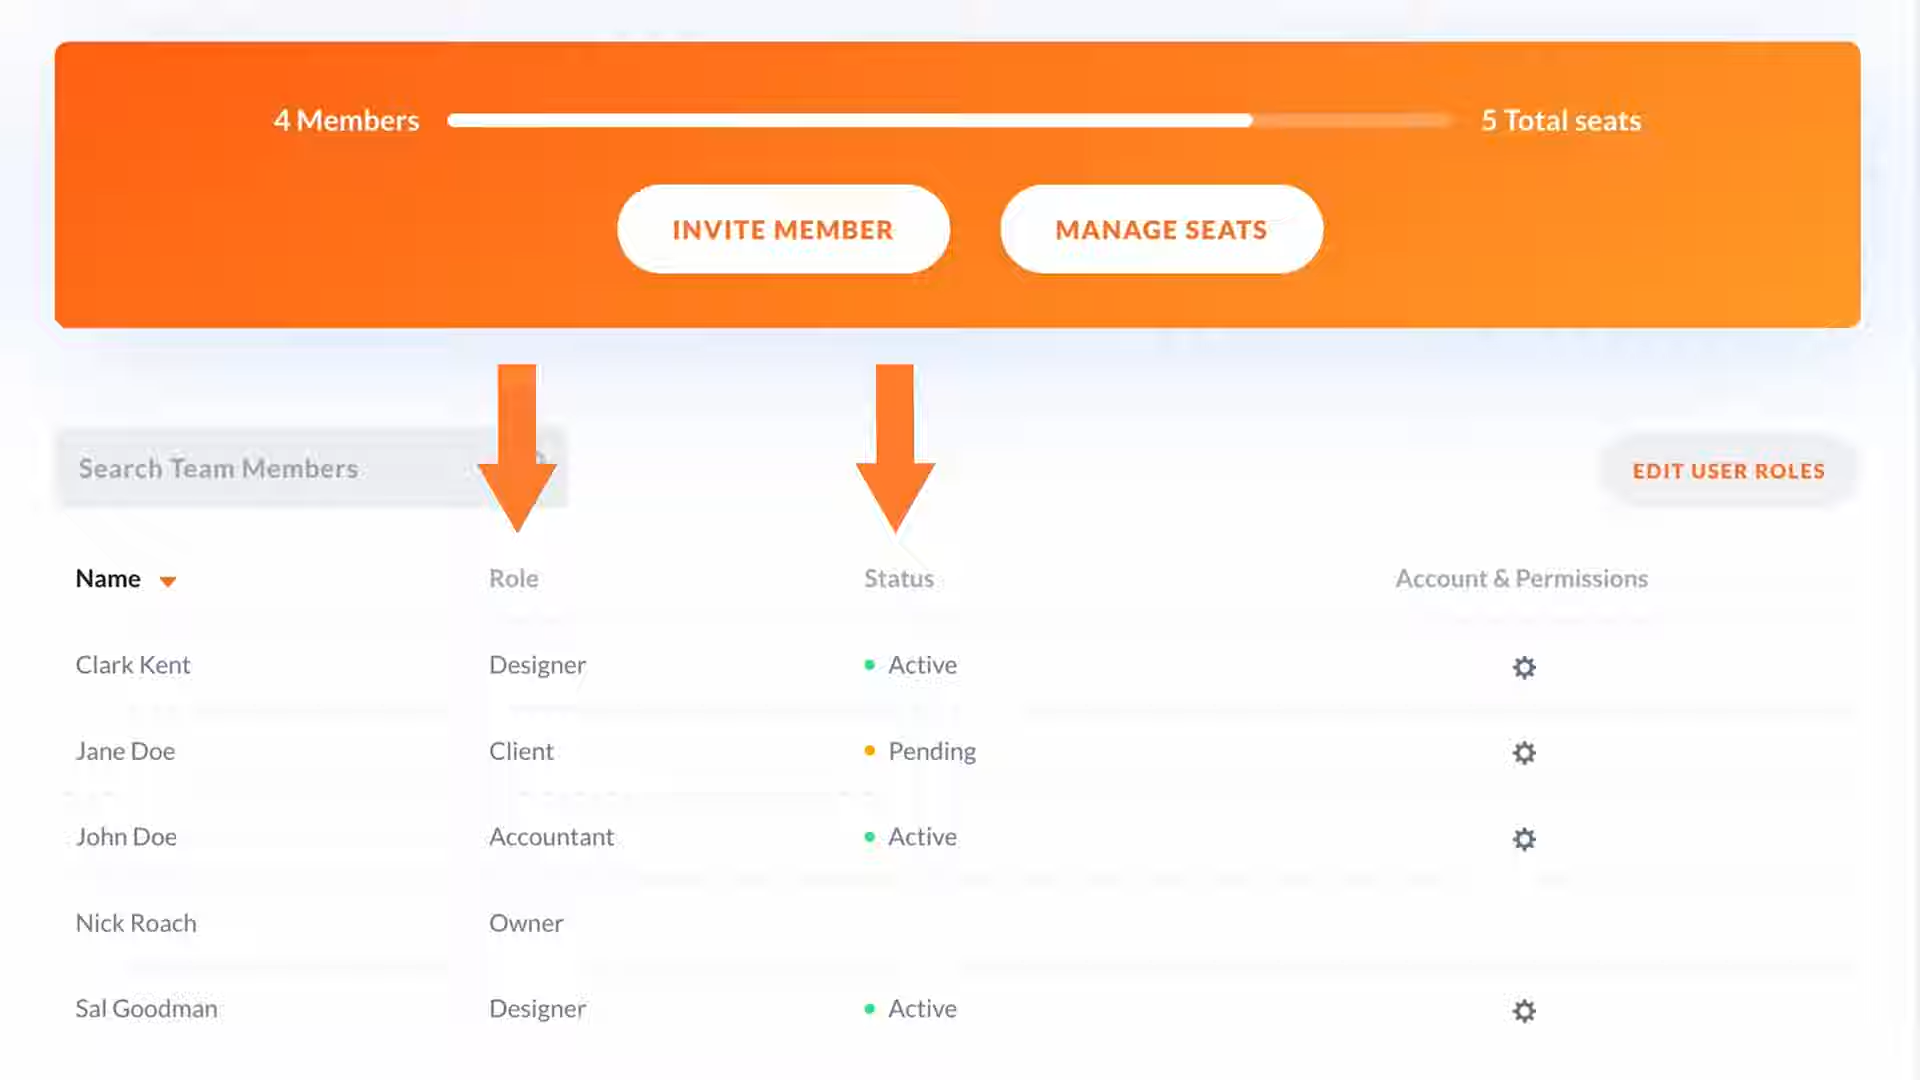 4 Members 5 Total seats
INVITE MEMBER MANAGE SEATS
Search Team Members EDIT USER ROLES
Name Role Status Account & Permissions
Clark Kent Designer Active
Jane Doe Client Pending
John Doe Accountant Active
Nick Roach Owner
Sal Goodman Designer Active